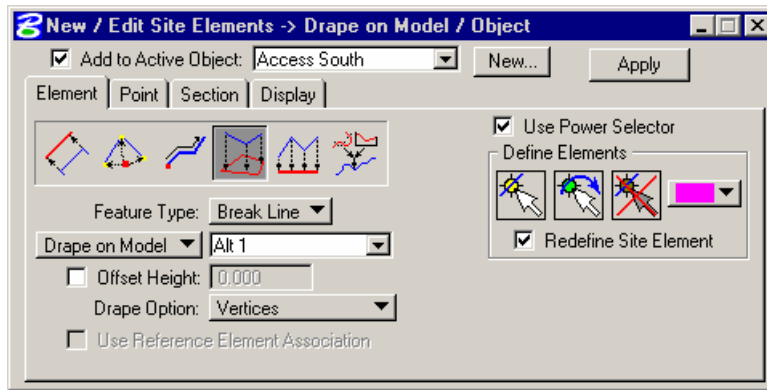 New / Edit Site Elements -> Drape on Model / Object
Add to Active Object: Access South New... Apply
Element Point Section Display
Use Power Selector
Define Elements
Feature Type: Break Line
Drape on Model Alt 1
Redefine Site Element
Offset Height: 0.000
Drape Option: Vertices
Use Reference Element Association